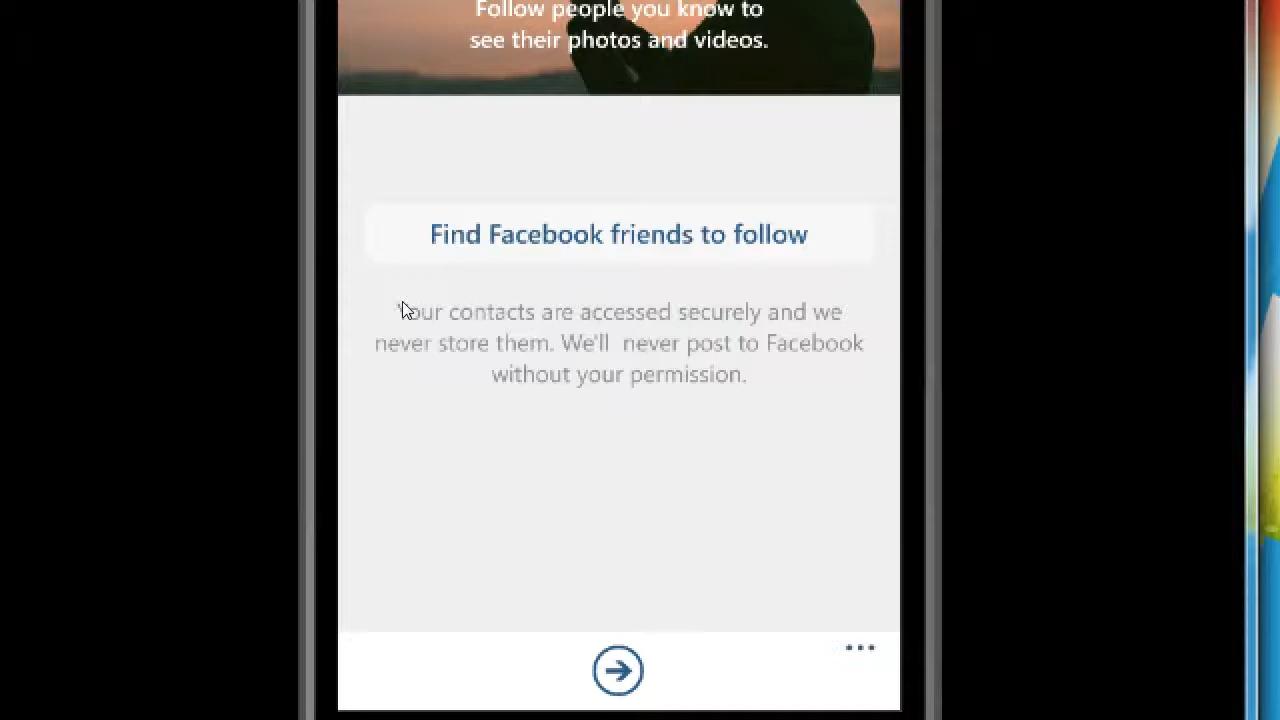 Follow people you know to
see their photos and videos.
Find Facebook friends to follow
Your contacts are accessed securely and we
never store them. We'll  never post to Facebook
without your permission.